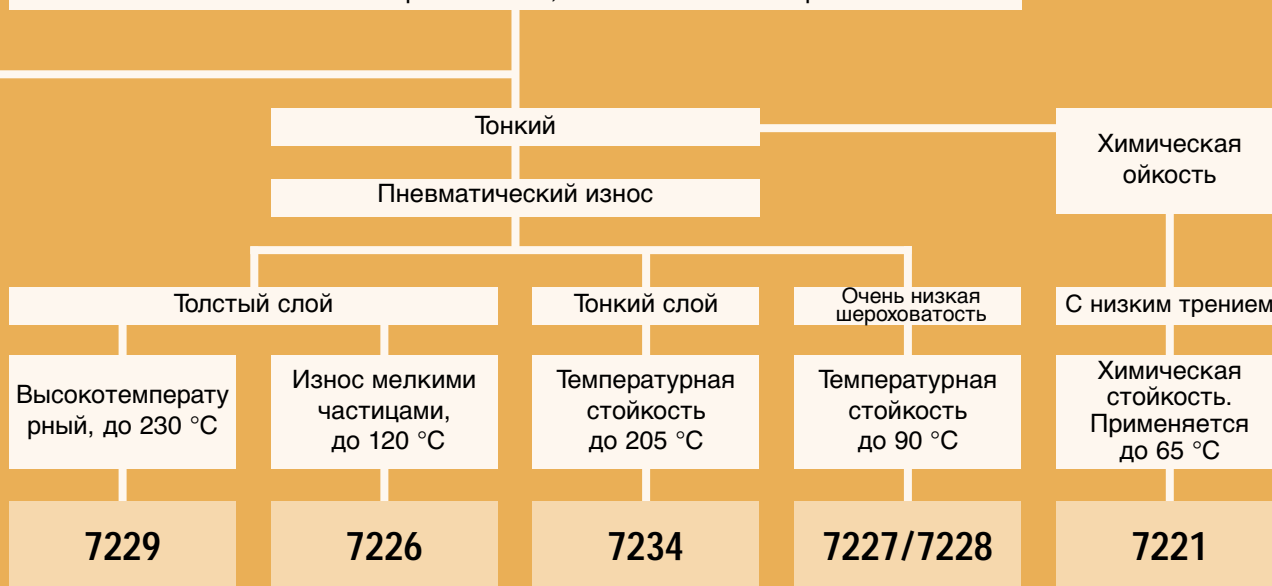 Тонкий
Химическая
ойкость
Пневматический износ
Толстый слой
Тонкий слой
Очень низкая
шероховатость
С низким трением
Высокотемперату
рный, до 230 °C
Износ мелкими
частицами,
до 120 °C
Температурная
стойкость
до 205 °C
Температурная
стойкость
до 90 °C
Химическая
стойкость.
Применяется
до 65 °C
7229
7226
7234
7227/7228
7221